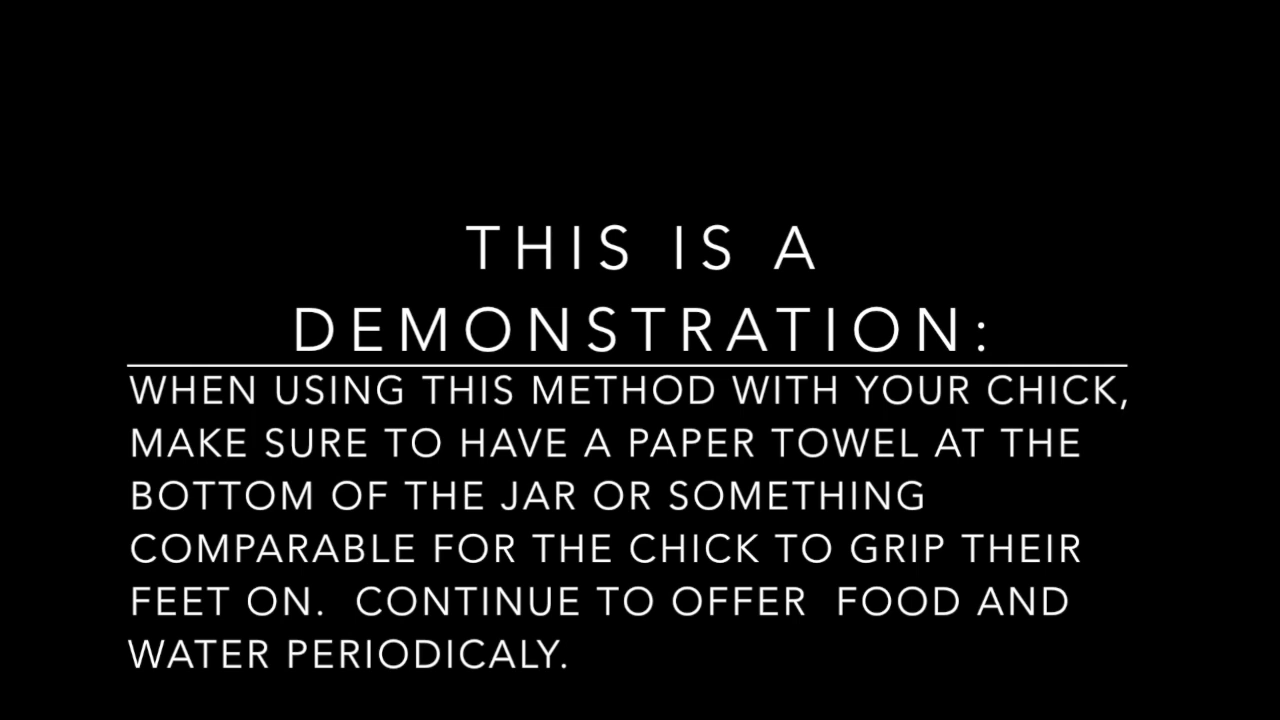 THIS IS A
DEMONSTRATION:
WHEN USING THIS METHOD WITH YOUR CHICK,
MAKE SURE TO HAVE A PAPER TOWEL AT THE
BOTTOM OF THE JAR OR SOMETHING
COMPARABLE FOR THE CHICK TO GRIP THEIR
FEET ON.  CONTINUE TO OFFER  FOOD AND
WATER PERIODICALY.